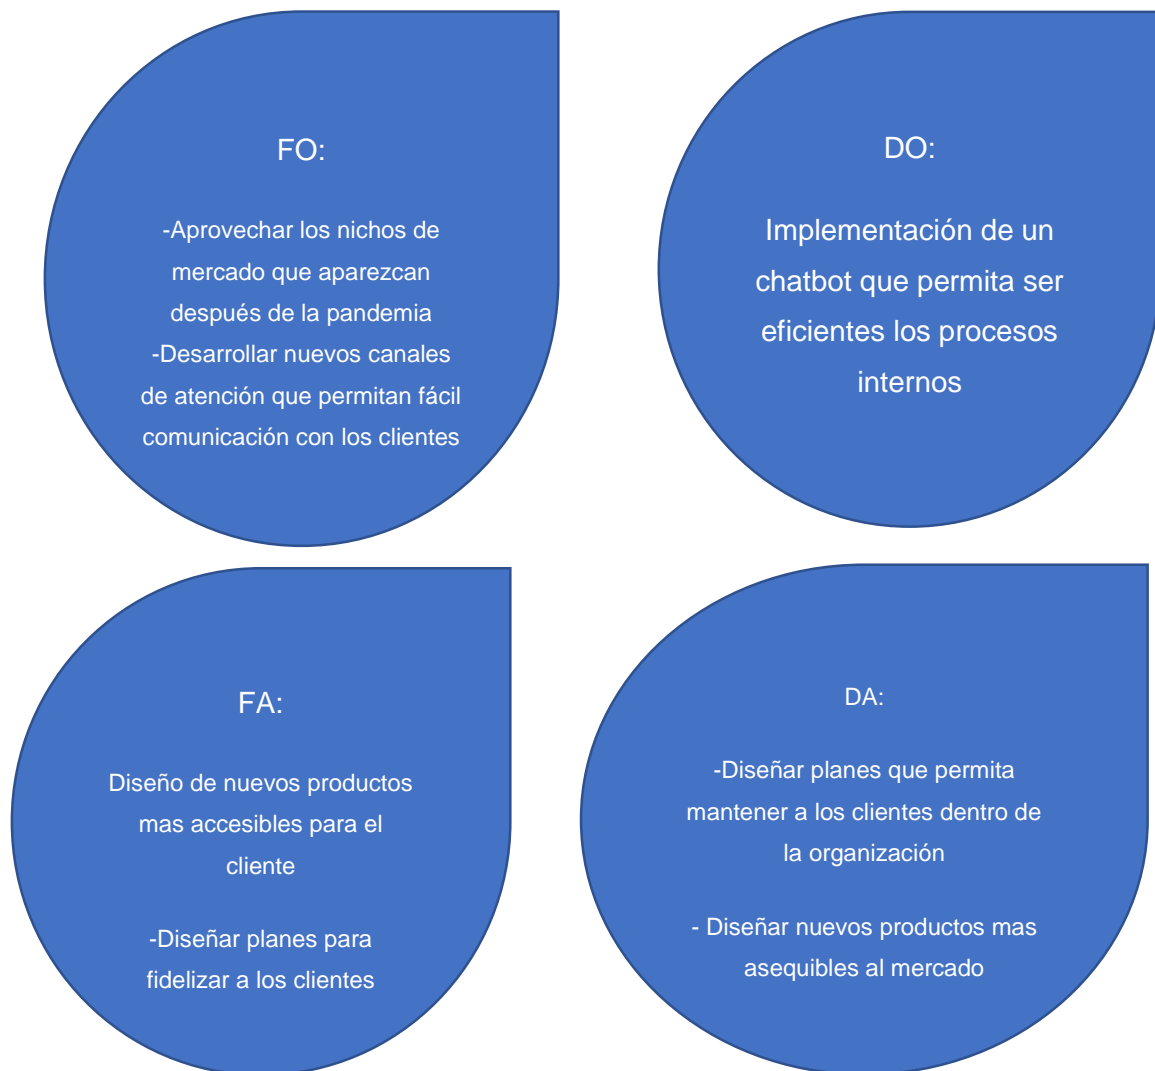 FO:
-Aprovechar los nichos de
mercado que aparezcan
después de la pandemia
-Desarrollar nuevos canales
de atención que permitan fácil
comunicación con los clientes
DO:
Implementación de un
chatbot que permita ser
eficientes los procesos
internos
FA:
Diseño de nuevos productos
mas accesibles para el
cliente
-Diseñar planes para
fidelizar a los clientes
DA:
-Diseñar planes que permita
mantener a los clientes dentro de
la organización
- Diseñar nuevos productos mas
asequibles al mercado